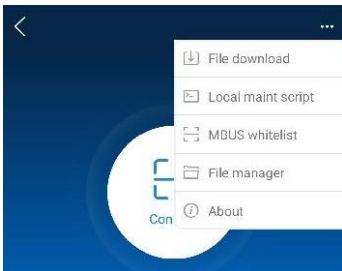 File download
Local maint script
MBUS whitelist
File manager
About
Con